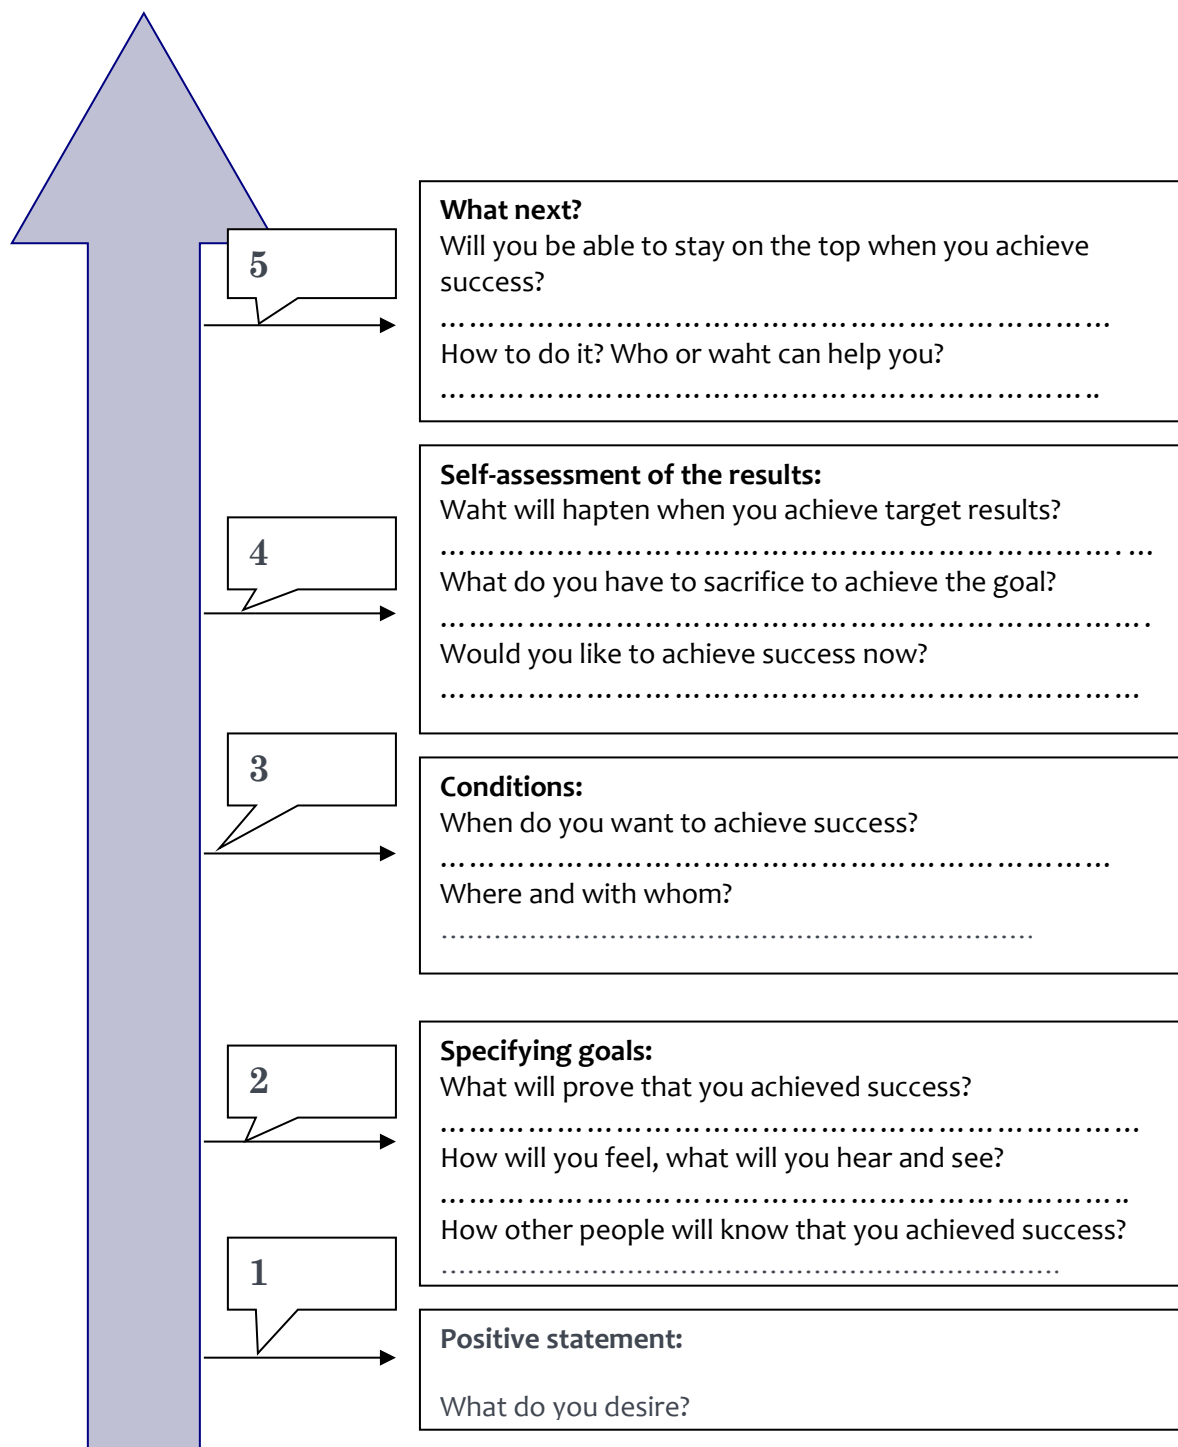 5
What next?
Will you be able to stay on the top when you achieve
success?
………………………………………………………………
How to do it? Who or waht can help you?
……………………………………………………………..
4
Self-assessment of the results:
Waht will hapten when you achieve target results?
……………………………………………………………….…
What do you have to sacrifice to achieve the goal?
………………………………………………………………….
Would you like to achieve success now?
…………………………………………………………………
3
Conditions:
When do you want to achieve success?
………………………………………………………………
Where and with whom?
……………………………………………………………
2
Specifying goals:
What will prove that you achieved success?
…………………………………………………………………
How will you feel, what will you hear and see?
………………………………………………………………..
How other people will know that you achieved success?
………………………………………………………………
1
Positive statement:
What do you desire?